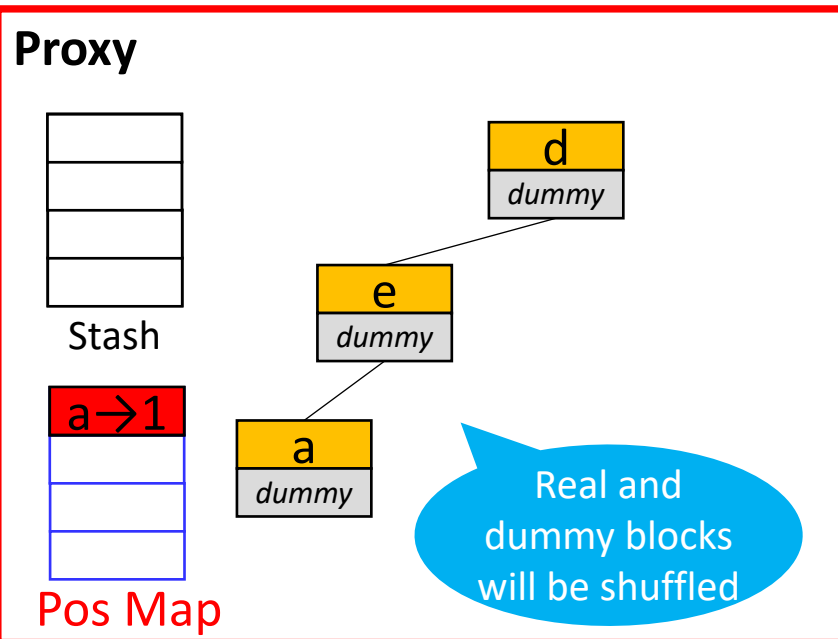 Proxy
d
dummy
e
dummy
Stash
a→1
a
dummy
Real and
dummy blocks
will be shuffled
Pos Map